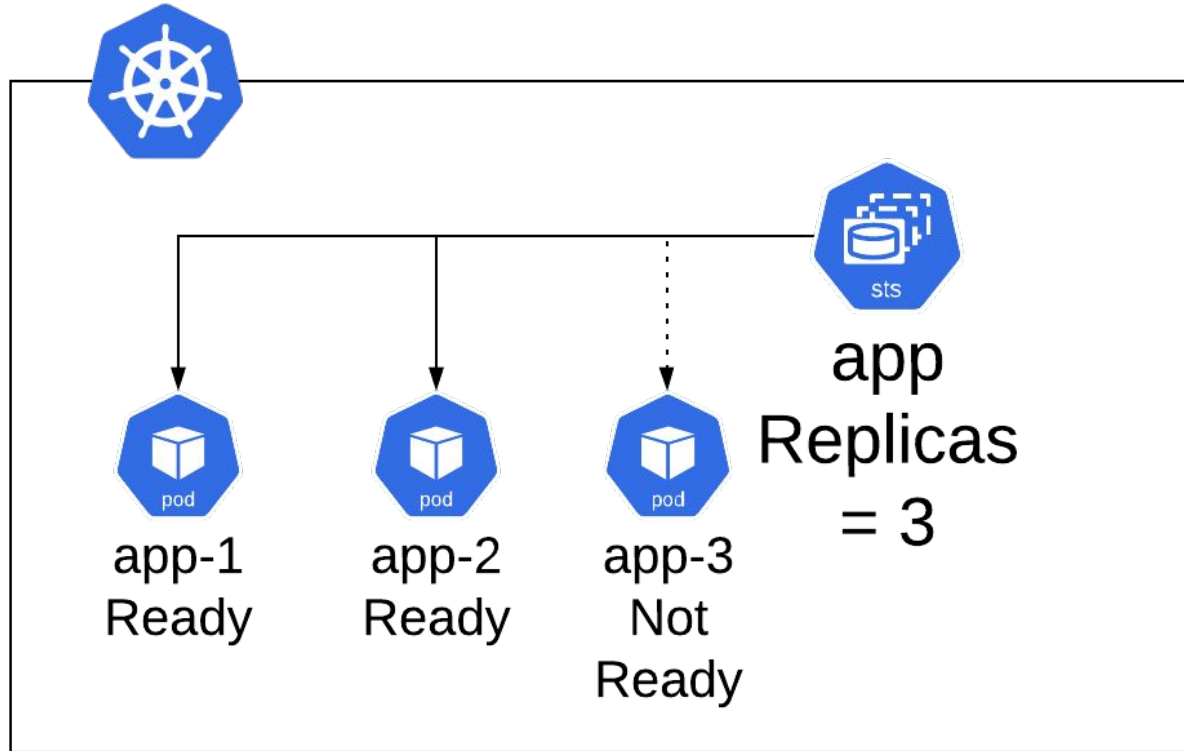 sts
app
Replicas
= 3
pod
app-1
Ready
pod
app-2
Ready
pod
app-3
Not
Ready